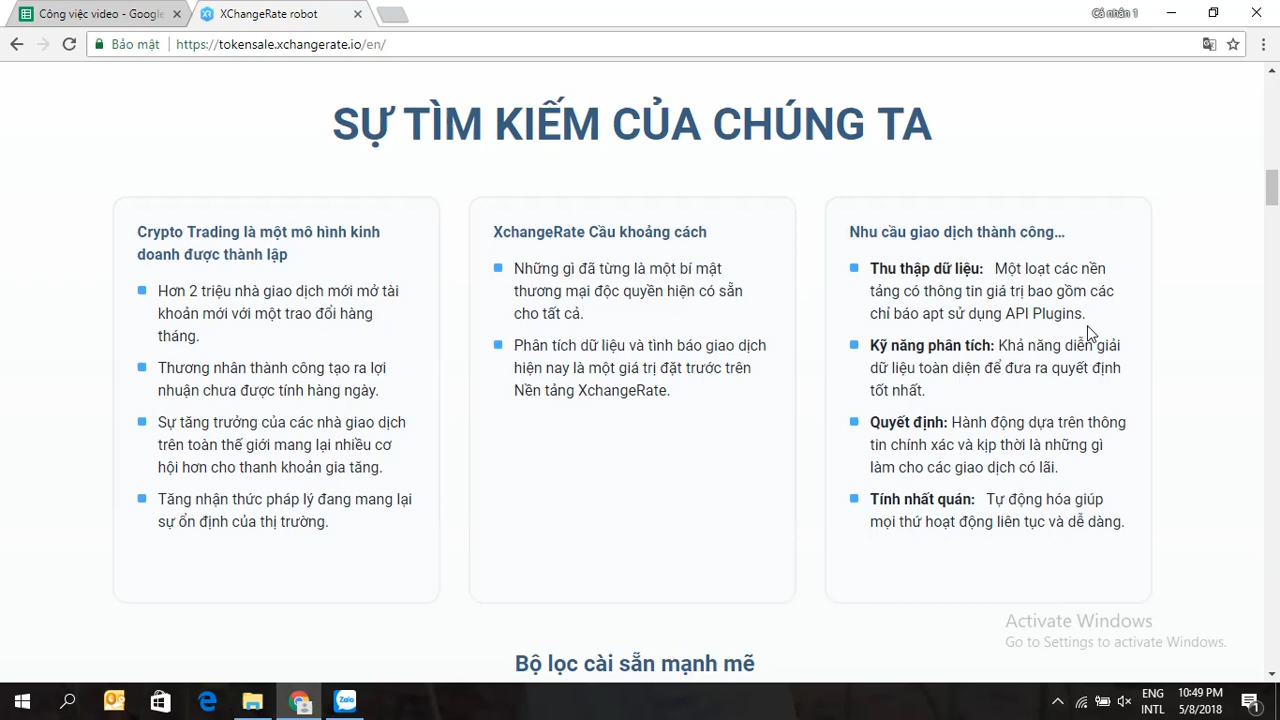 Công việc video - Google
XChangeRate robot
Cá nhân 1
Bảo mật
https://tokensale.xchangerate.io/en/
SỰ TÌM KIẾM CỦA CHÚNG TA
Crypto Trading là một mô hình kinh
doanh được thành lập
Hơn 2 triệu nhà giao dịch mới mở tài
khoản mới với một trao đổi hàng
tháng.
Thương nhân thành công tạo ra lợi
nhuận chưa được tính hàng ngày.
Sự tăng trưởng của các nhà giao dịch
trên toàn thế giới mang lại nhiều cơ
hội hơn cho thanh khoản gia tăng.
Tăng nhận thức pháp lý đang mang lại
sự ổn định của thị trường.
XchangeRate Cầu khoảng cách
Những gì đã từng là một bí mật
thương mại độc quyền hiện có sẵn
cho tất cả.
Phân tích dữ liệu và tình báo giao dịch
hiện nay là một giá trị đặt trước trên
Nền tảng XchangeRate.
Nhu cầu giao dịch thành công...
Thu thập dữ liệu: Một loạt các nền
tảng có thông tin giá trị bao gồm các
chỉ báo apt sử dụng API Plugins.
Kỹ năng phân tích: Khả năng diễn giải
dữ liệu toàn diện để đưa ra quyết định
tốt nhất.
Quyết định: Hành động dựa trên thông
tin chính xác và kịp thời là những gì
làm cho các giao dịch có lãi.
Tính nhất quán: Tự động hóa giúp
mọi thứ hoạt động liên tục và dễ dàng.
Bộ lọc cài sẵn mạnh mẽ
Activate Windows
Go to Settings to activate Windows.
Zalo
ENG
INTL
10:49 PM
5/8/2018
1